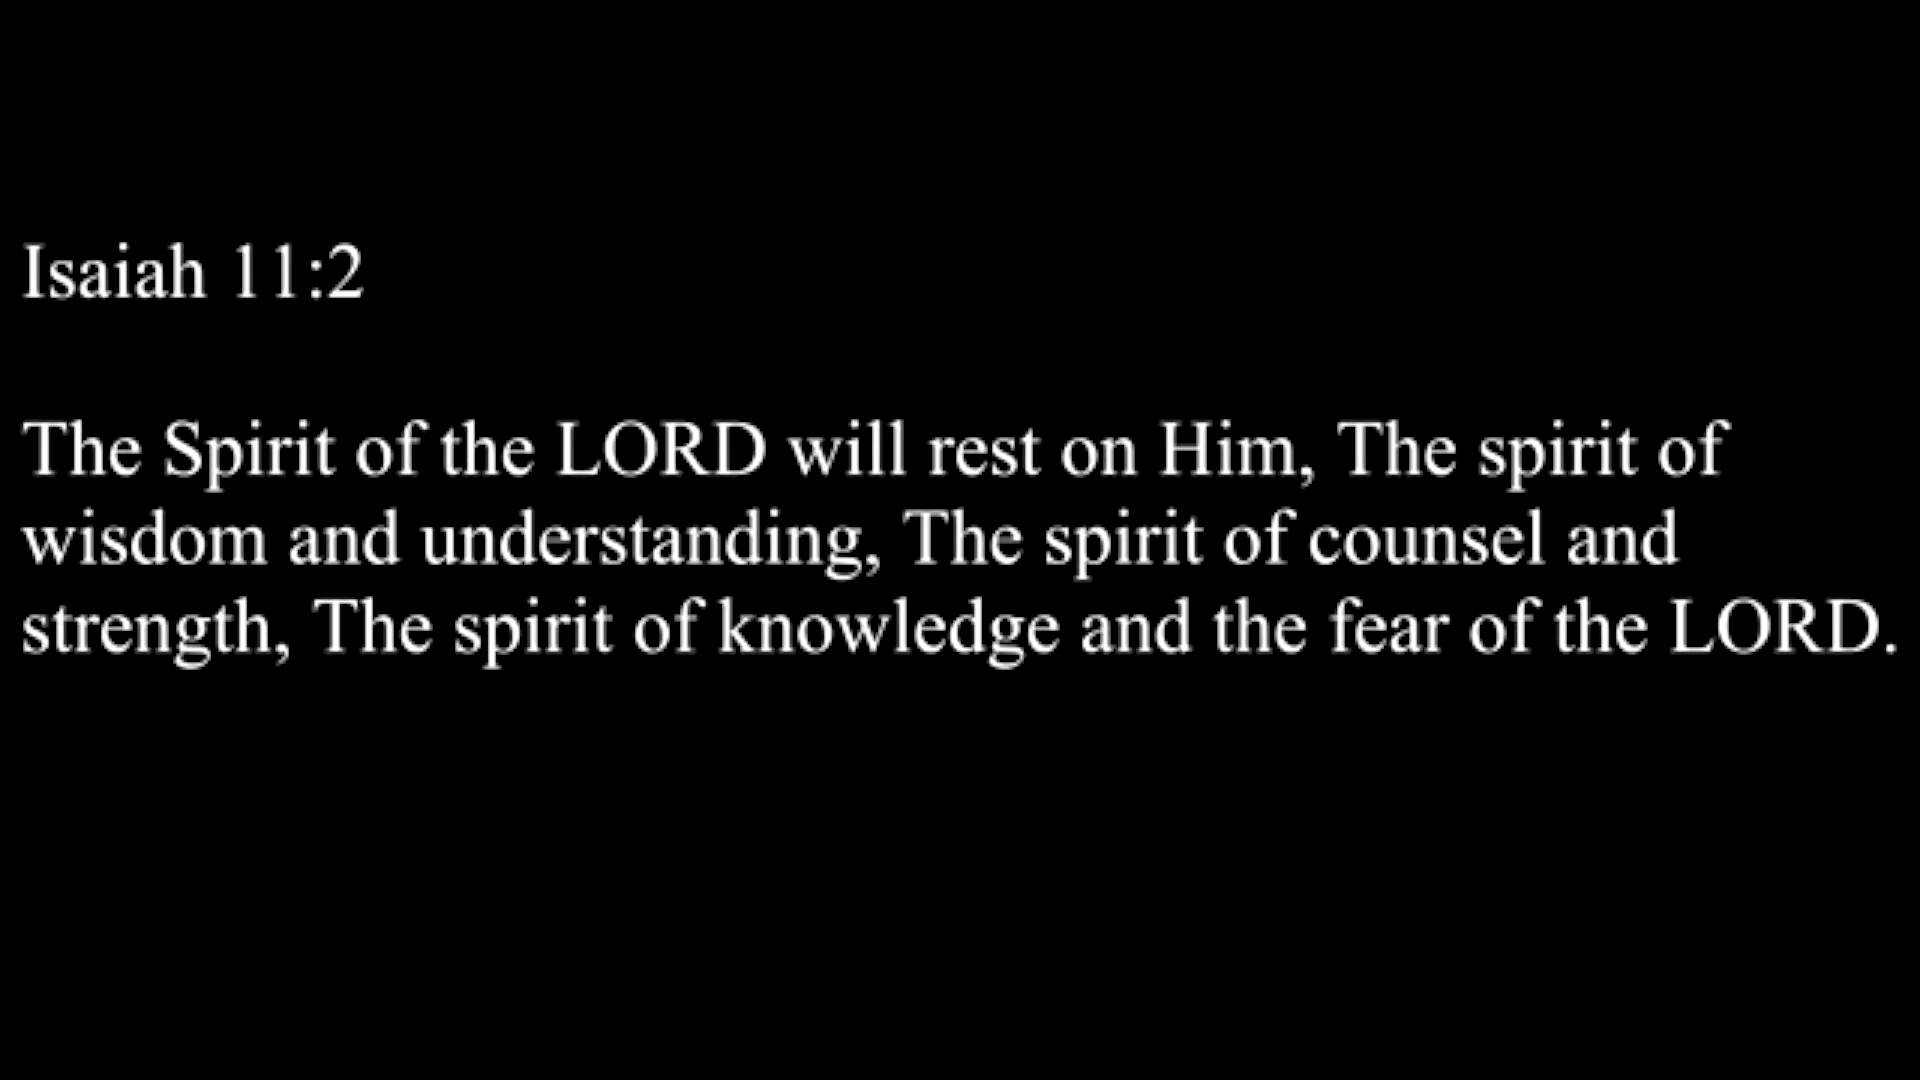 Isaiah 11:2
The Spirit of the LORD will rest on Him, The spirit of
wisdom and understanding, The spirit of counsel and
strength, The spirit of knowledge and the fear of the LORD.